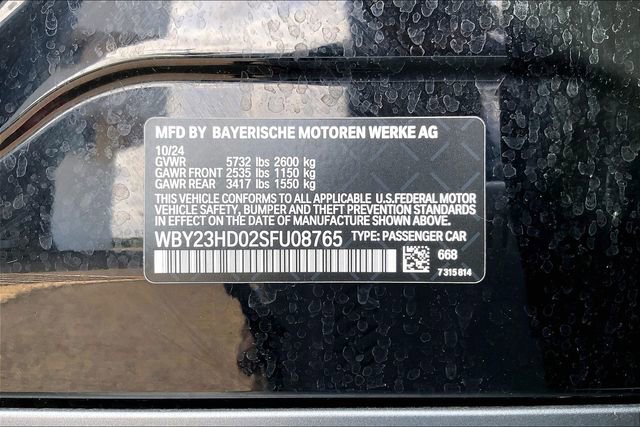 MFD BY BAYERISCHE MOTOREN WERKE AG
10/24
GVWR 5732 lbs 2600 kg
GAWR FRONT 2535 lbs 1150 kg
GAWR REAR 3417 lbs 1550 kg
THIS VEHICLE CONFORMS TO ALL APPLICABLE U.S.FEDERAL MOTOR
VEHICLE SAFETY, BUMPER AND THEFT PREVENTION STANDARDS
IN EFFECT ON THE DATE OF MANUFACTURE SHOWN ABOVE.
WBY23HD02SFU08765 TYPE: PASSENGER CAR
668
7 315 814